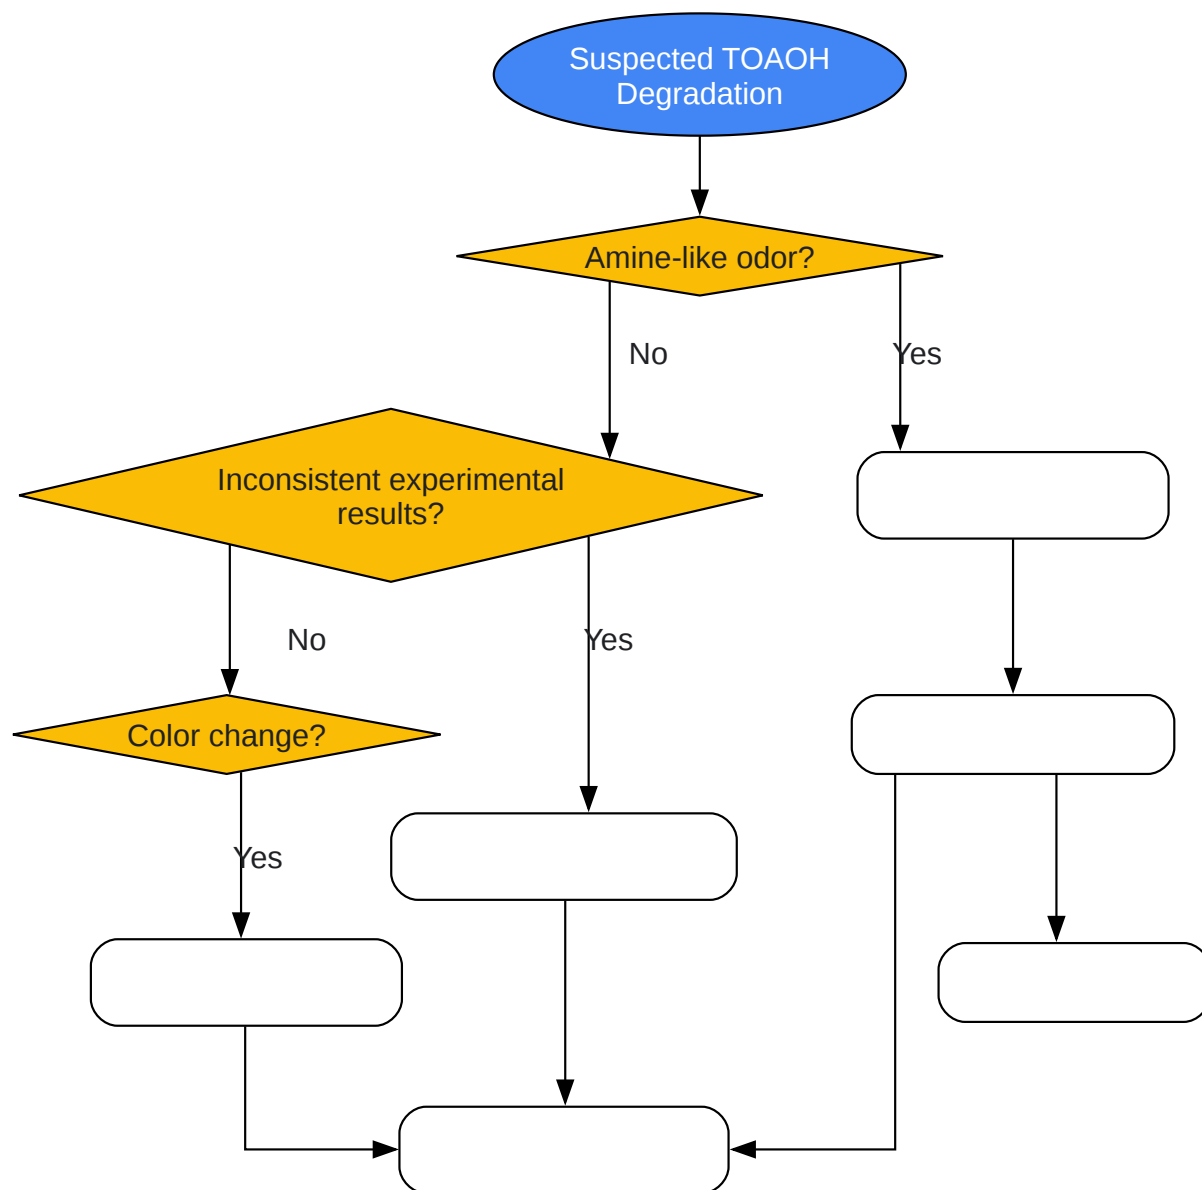 Suspected TOAOH
Degradation
Amine-like odor?
No
Yes
Inconsistent experimental
results?
No
Yes
Color change?
Yes